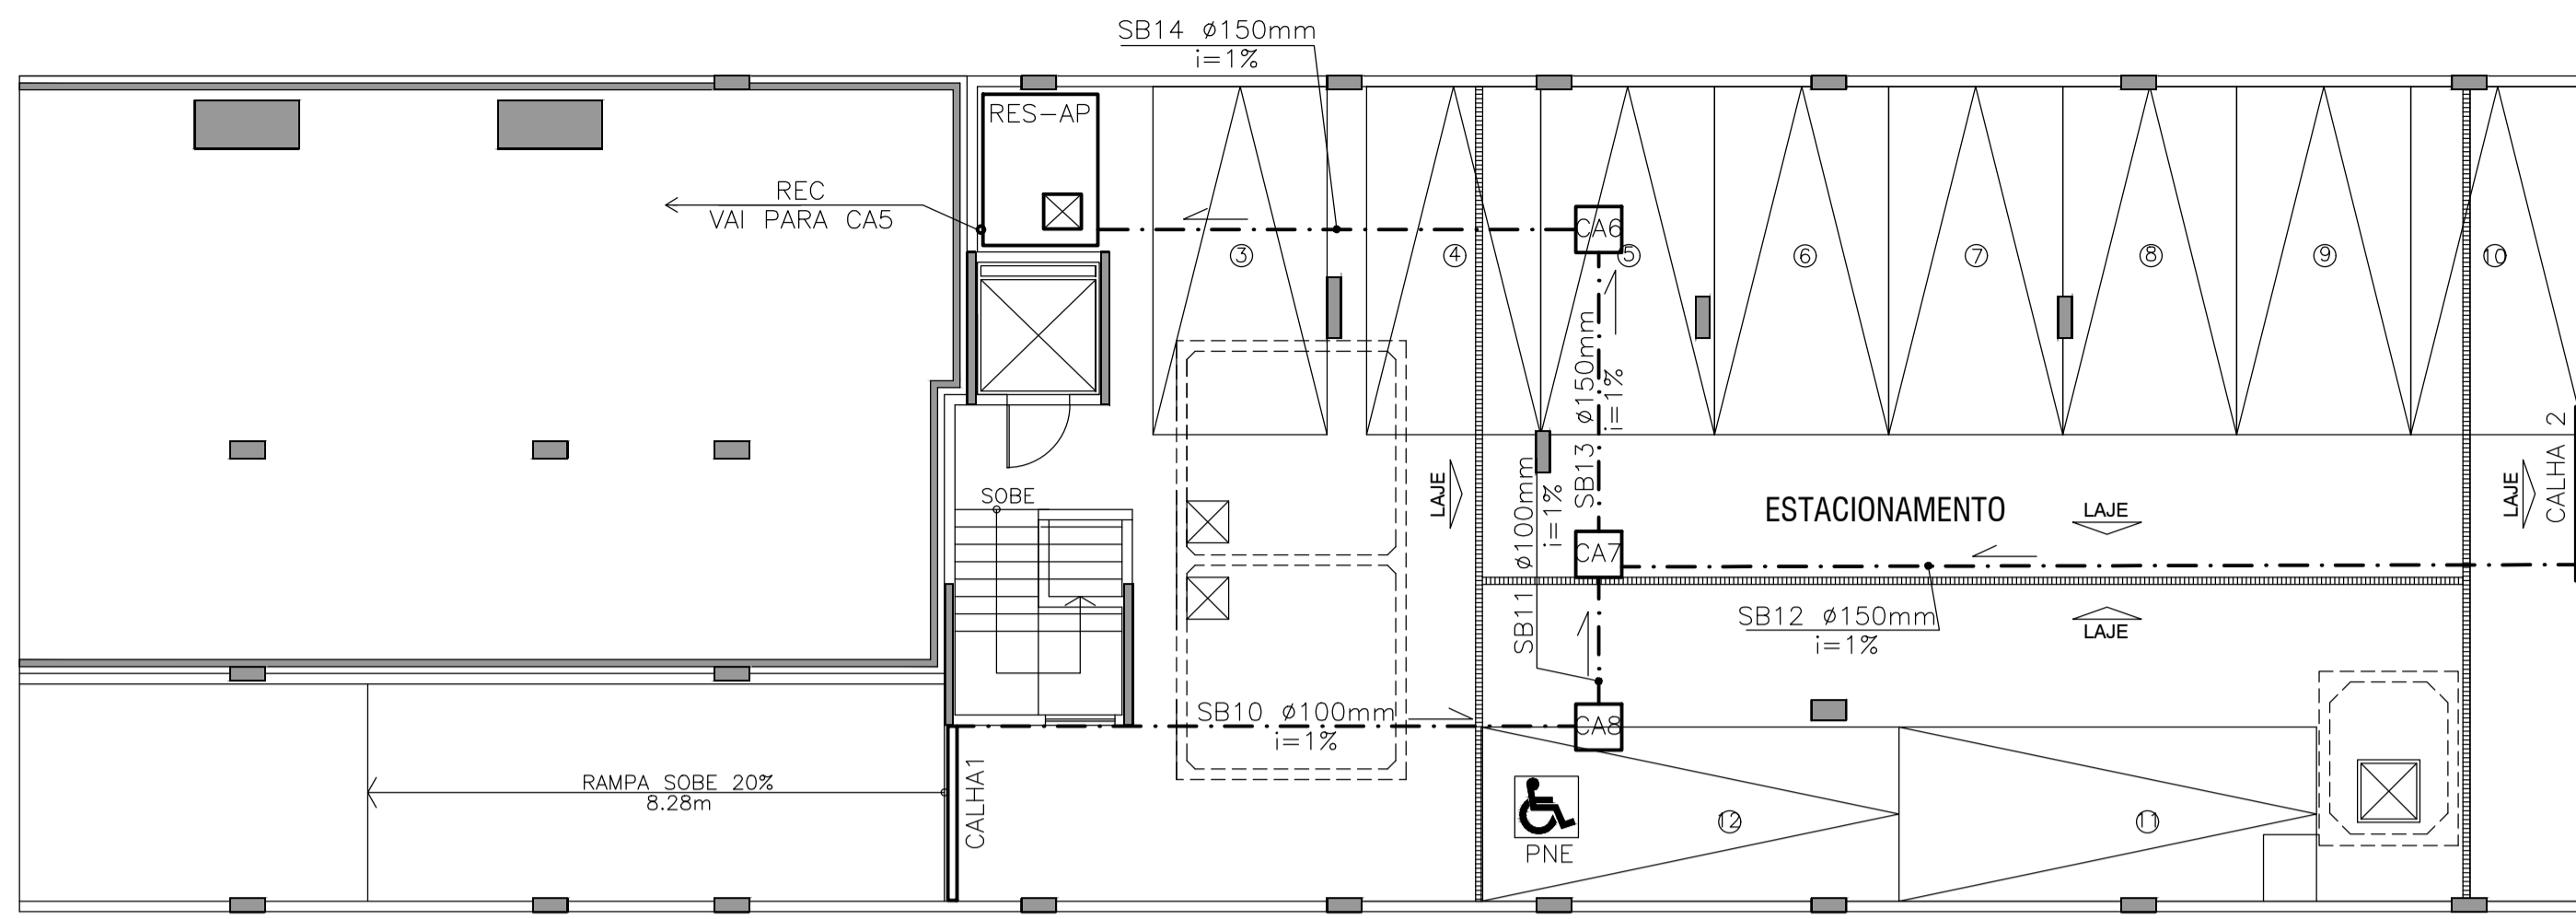 SB14 ø150mm
i=1%
RES-AP
REC
VAI PARA CA5
CA6
3
4
5
6
7
8
9
10
SB13 ø150mm
i=1%
SB11 ø100mm
i=1%
SOBE
LAJE
ESTACIONAMENTO
LAJE
LAJE
CALHA 2
CA7
SB12 ø150mm
i=1%
LAJE
SB10 ø100mm
i=1%
CA8
RAMPA SOBE 20%
8.28m
CALHA1
PNE
12
11